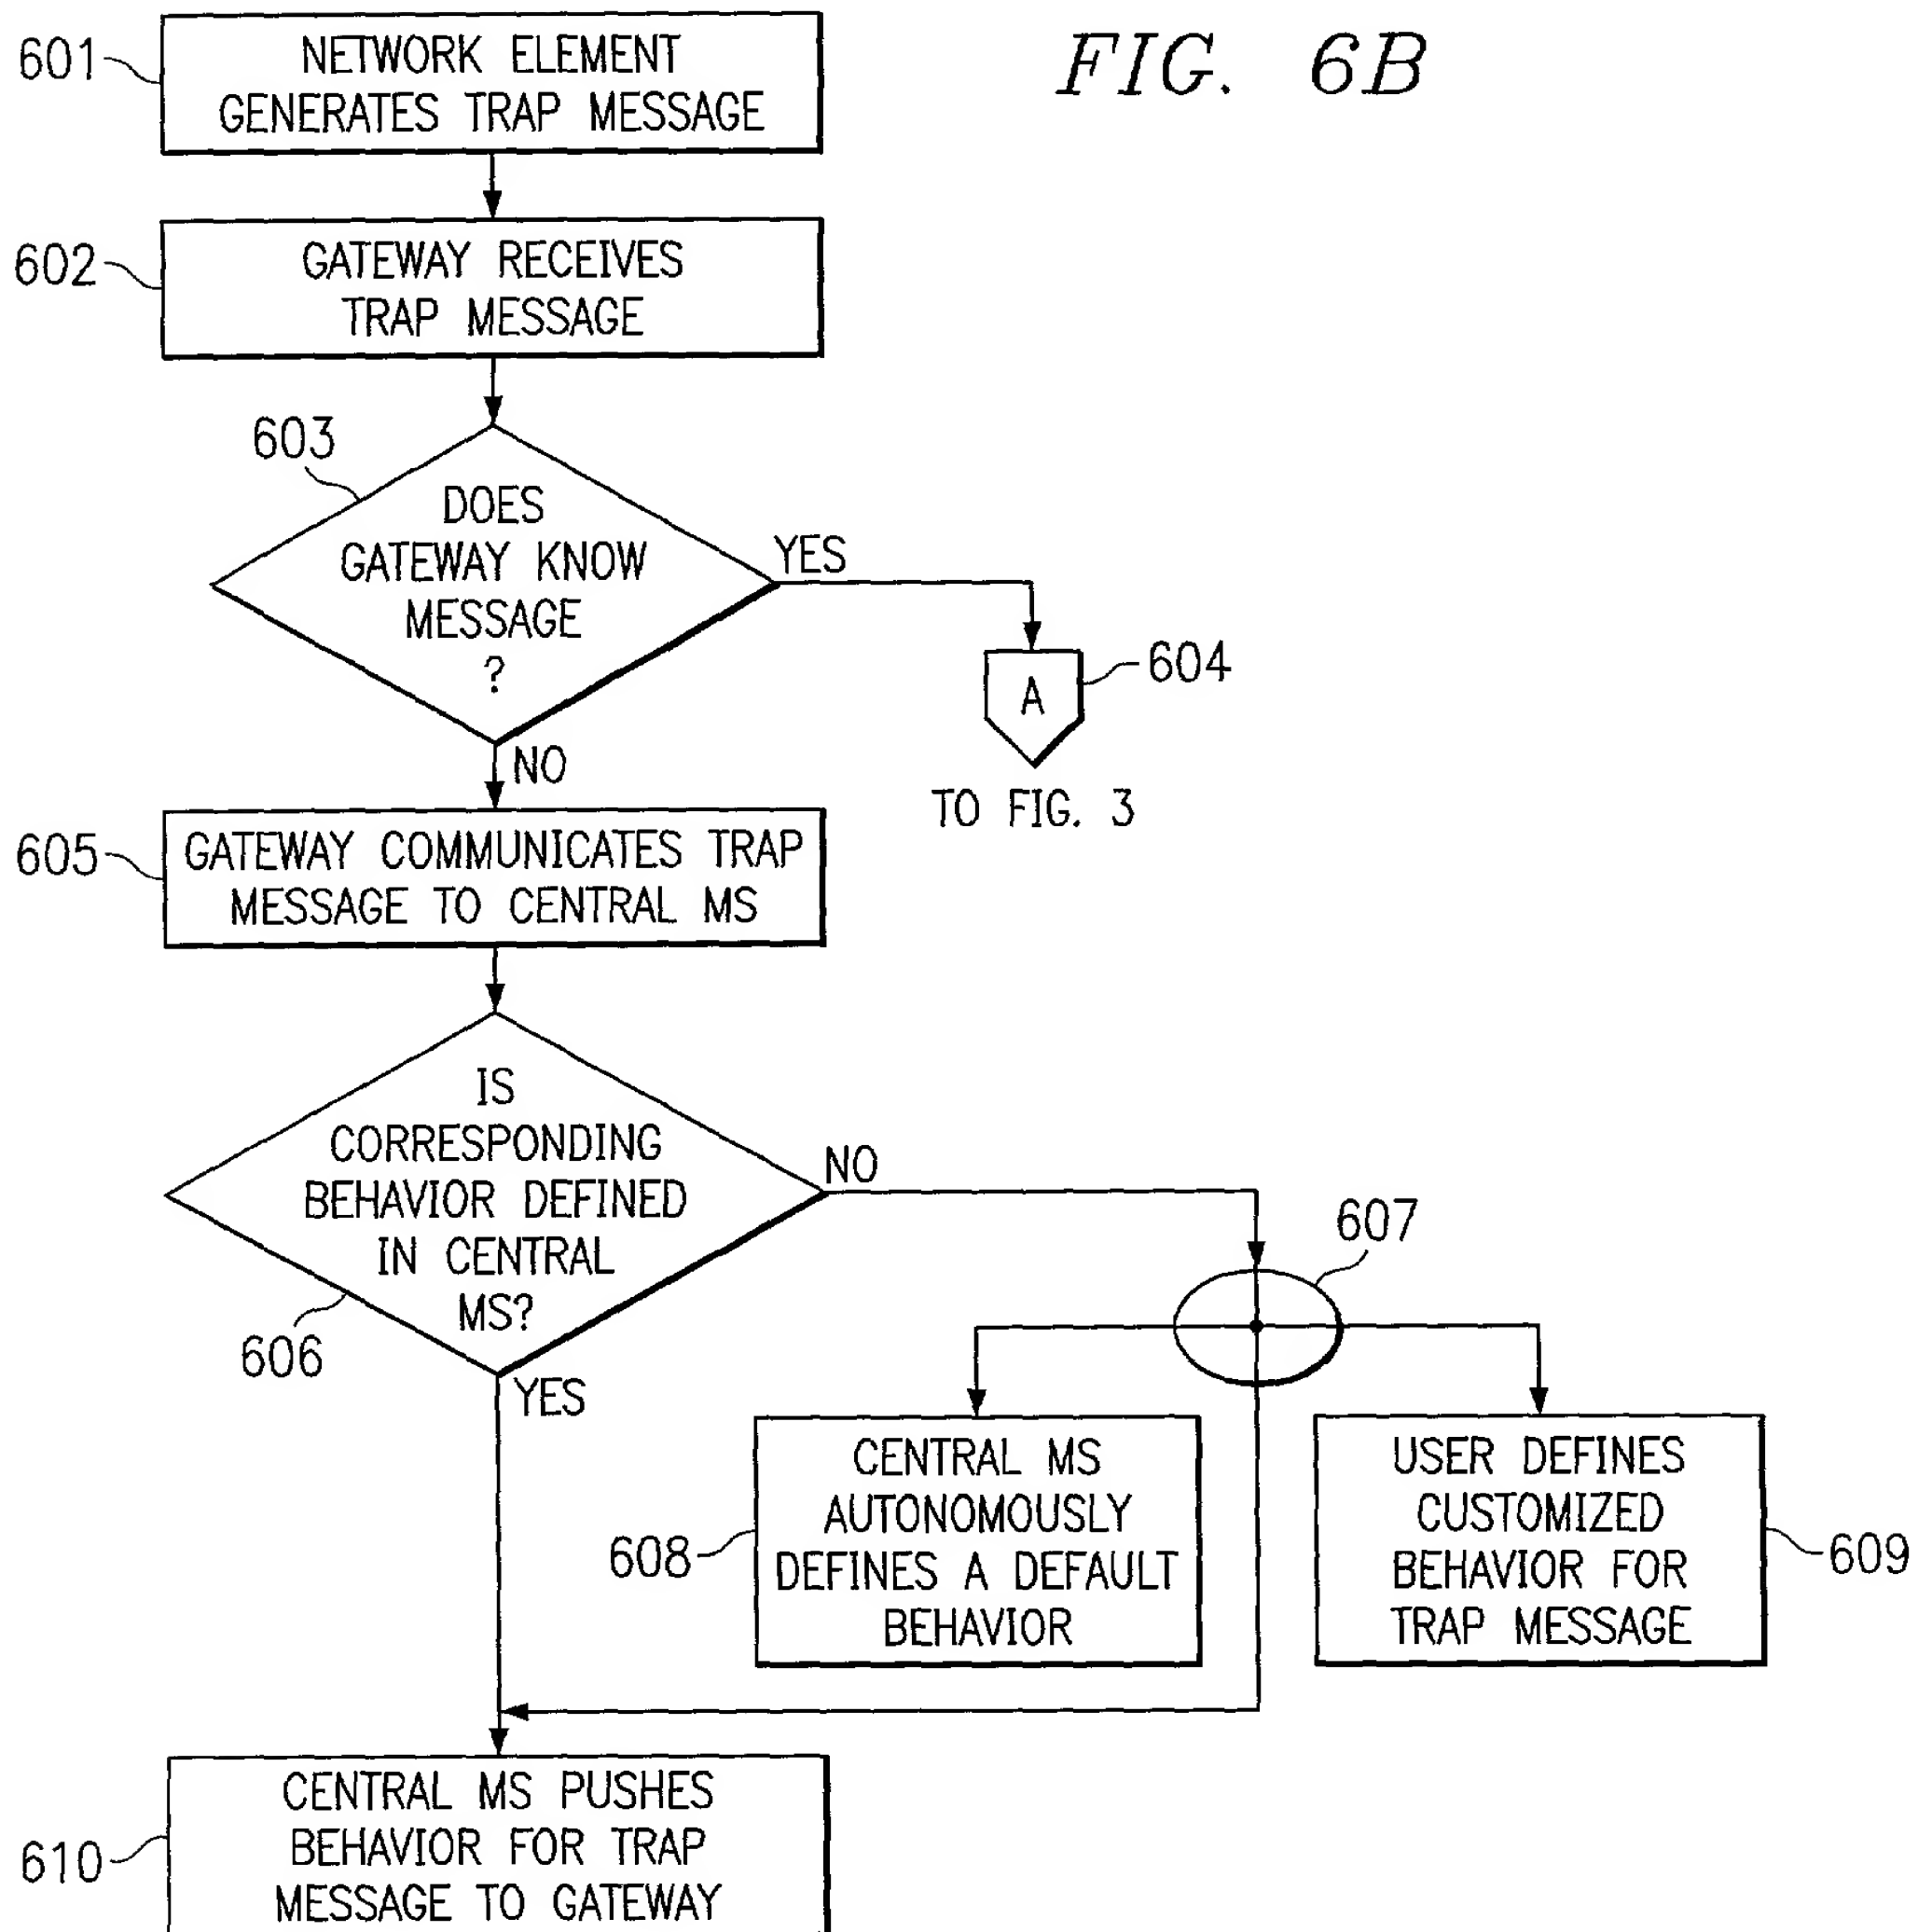 FIG. 6B
601
NETWORK ELEMENT
GENERATES TRAP MESSAGE
602
GATEWAY RECEIVES
TRAP MESSAGE
603
DOES
GATEWAY KNOW
MESSAGE
?
YES
A
604
TO FIG. 3
NO
605
GATEWAY COMMUNICATES TRAP
MESSAGE TO CENTRAL MS
IS
CORRESPONDING
BEHAVIOR DEFINED
IN CENTRAL
MS?
606
NO
607
YES
608
CENTRAL MS
AUTONOMOUSLY
DEFINES A DEFAULT
BEHAVIOR
USER DEFINES
CUSTOMIZED
BEHAVIOR FOR
TRAP MESSAGE
609
610
CENTRAL MS PUSHES
BEHAVIOR FOR TRAP
MESSAGE TO GATEWAY